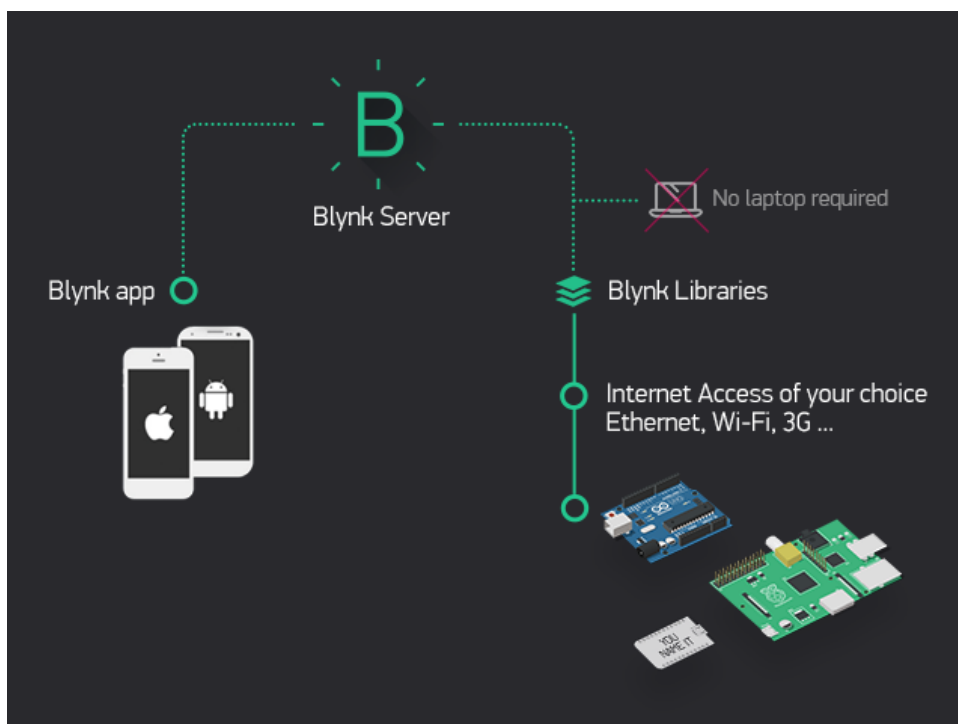 B
Blynk Server
No laptop required
Blynk app
Blynk Libraries
Internet Access of your choice
Ethernet, Wi-Fi, 3G ...
YOU
NAME IT